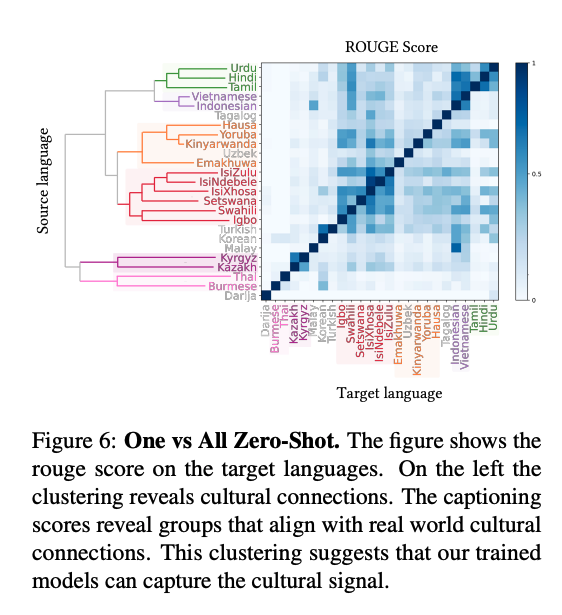 ROUGE Score
Source language
Urdu
Hindi
Tamil
Vietnamese
Indonesian
Tagalog
Hausa
Yoruba
Kinyarwanda
Uzbek
Emakhuwa
IsiZulu
IsiNdebele
IsiXhosa
Setswana
Swahili
Igbo
Turkish
Korean
Malay
Kyrgyz
Kazakh
Thai
Burmese
Darija
1
0.5
0
Darija
Burmese
Thai
Kazakh
Kyrgyz
Malay
Korean
Turkish
Igbo
Swahili
Setswana
IsiXhosa
IsiNdebele
IsiZulu
Emakhuwa
Uzbek
Kinyarwanda
Yoruba
Hausa
Tagalog
Indonesian
Vietnamese
Tamil
Hindi
Urdu
Target language
Figure 6: One vs All Zero-Shot. The figure shows the
rouge score on the target languages. On the left the
clustering reveals cultural connections. The captioning
scores reveal groups that align with real world cultural
connections. This clustering suggests that our trained
models can capture the cultural signal.